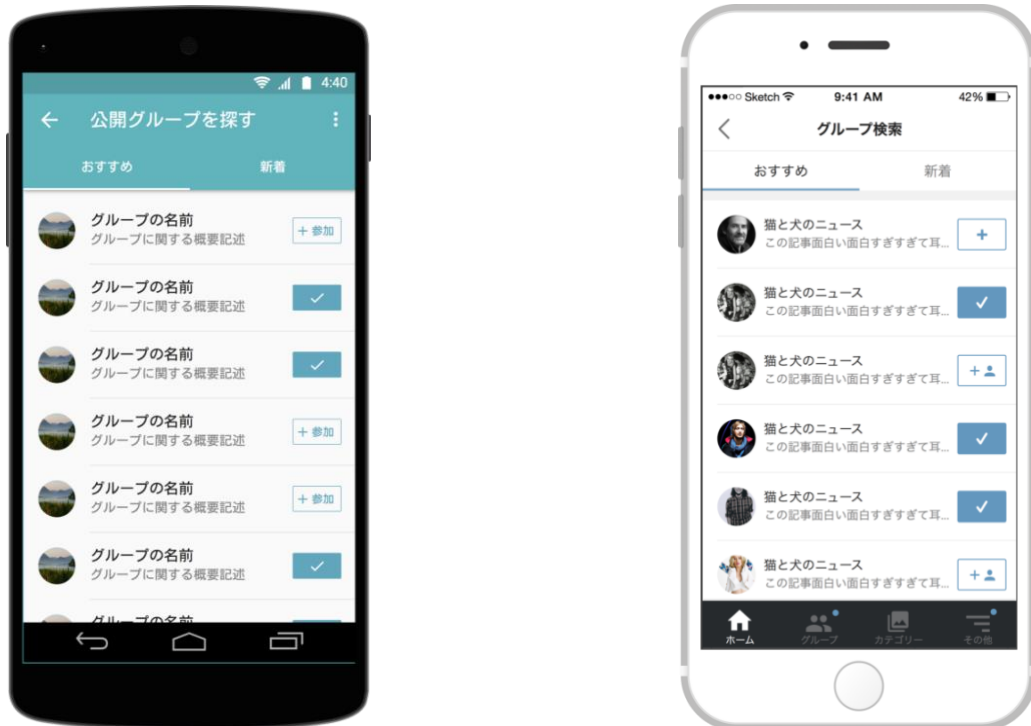 4:40
公開グループを探す
おすすめ 新着
グループの名前
グループに関する概要記述
+ 参加
グループの名前
グループに関する概要記述
グループの名前
グループに関する概要記述
グループの名前
グループに関する概要記述
+ 参加
グループの名前
グループに関する概要記述
+ 参加
グループの名前
グループに関する概要記述
グループの名前
Sketch 9:41 AM 42%
グループ検索
おすすめ 新着
猫と犬のニュース
この記事面白い面白すぎすぎて耳...
+
猫と犬のニュース
この記事面白い面白すぎすぎて耳...
猫と犬のニュース
この記事面白い面白すぎすぎて耳...
+
猫と犬のニュース
この記事面白い面白すぎすぎて耳...
猫と犬のニュース
この記事面白い面白すぎすぎて耳...
猫と犬のニュース
この記事面白い面白すぎすぎて耳...
+
ホーム グループ カテゴリー その他